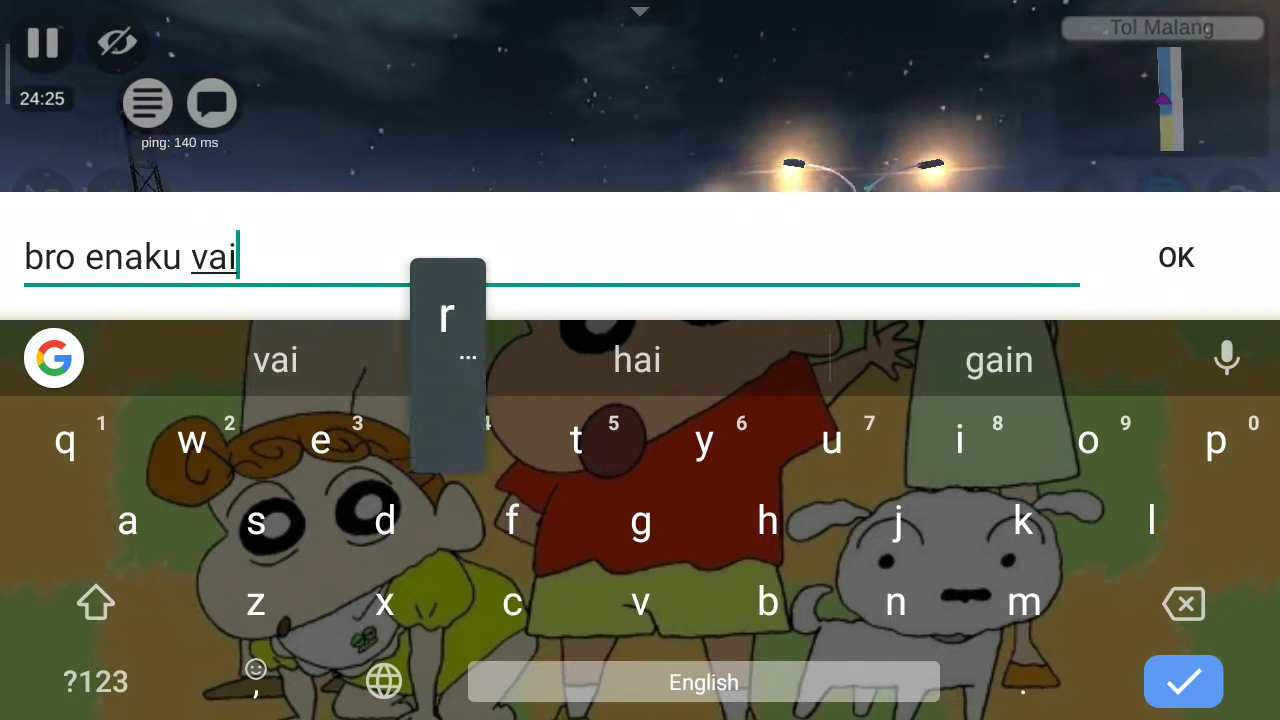 Tol Malang
24:25
ping: 140 ms
bro enaku vai
OK
r
...
vai hai gain
q 1 w 2 e 3 4 t 5 y 6 u 7 i 8 o 9 p 0
a s d f g h j k l
z x c v b n m
?123 , English .